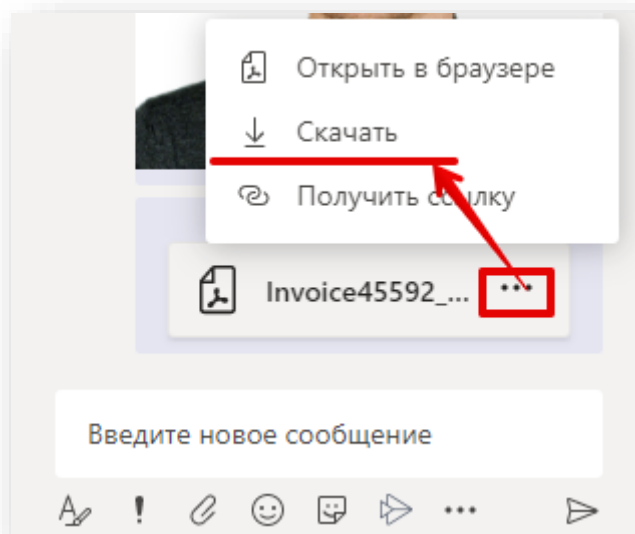 Открыть в браузере
Скачать
Получить ссылку
Invoice45592_...
Введите новое сообщение